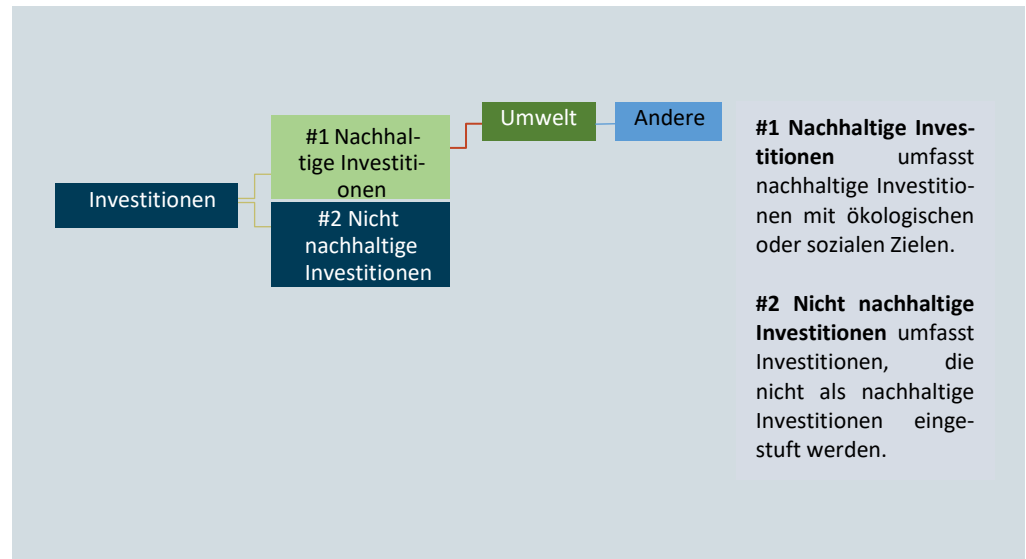 Investitionen
#1 Nachhal-
tige Investiti-
onen
#2 Nicht
nachhaltige
Investitionen
Umwelt
Andere
#1 Nachhaltige Inves-
titionen umfasst
nachhaltige Investitio-
nen mit ökologischen
oder sozialen Zielen.
#2 Nicht nachhaltige
Investitionen umfasst
Investitionen, die
nicht als nachhaltige
Investitionen einge-
stuft werden.